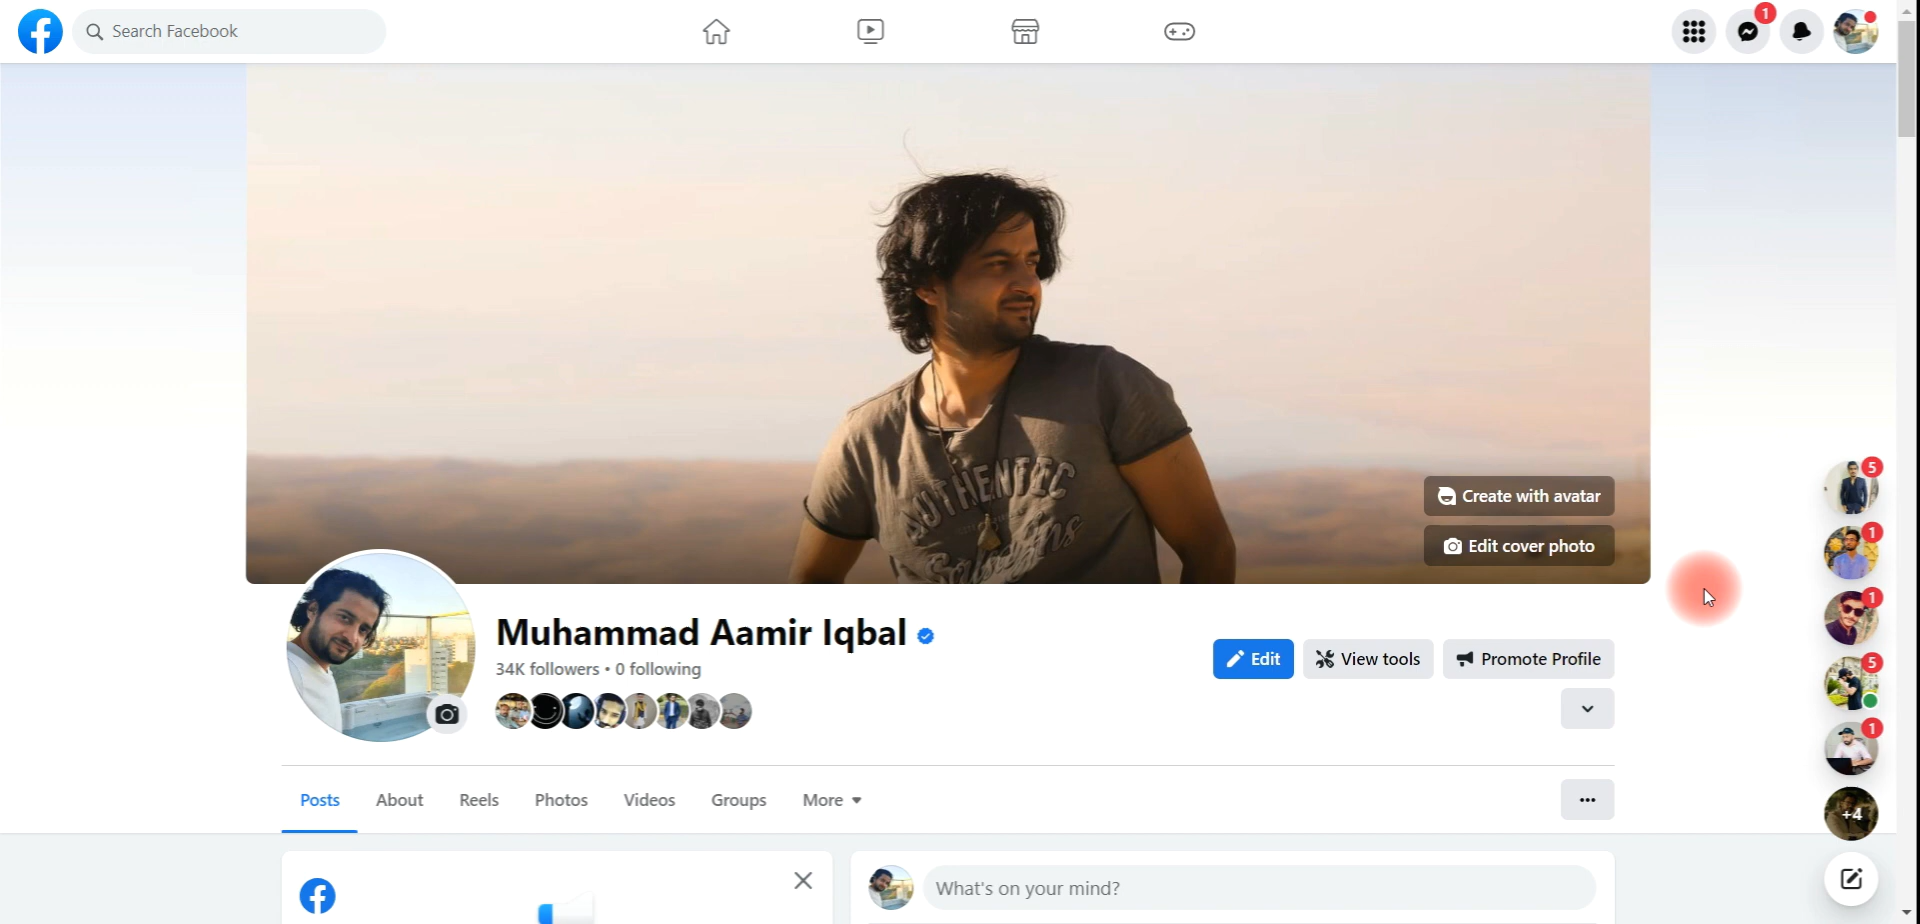 Search Facebook
1
AUTHENTEC
Create with avatar
Edit cover photo
5
1
1
5
1
+4
Muhammad Aamir Iqbal
34K followers • 0 following
Edit
View tools
Promote Profile
Posts
About
Reels
Photos
Videos
Groups
More
What's on your mind?